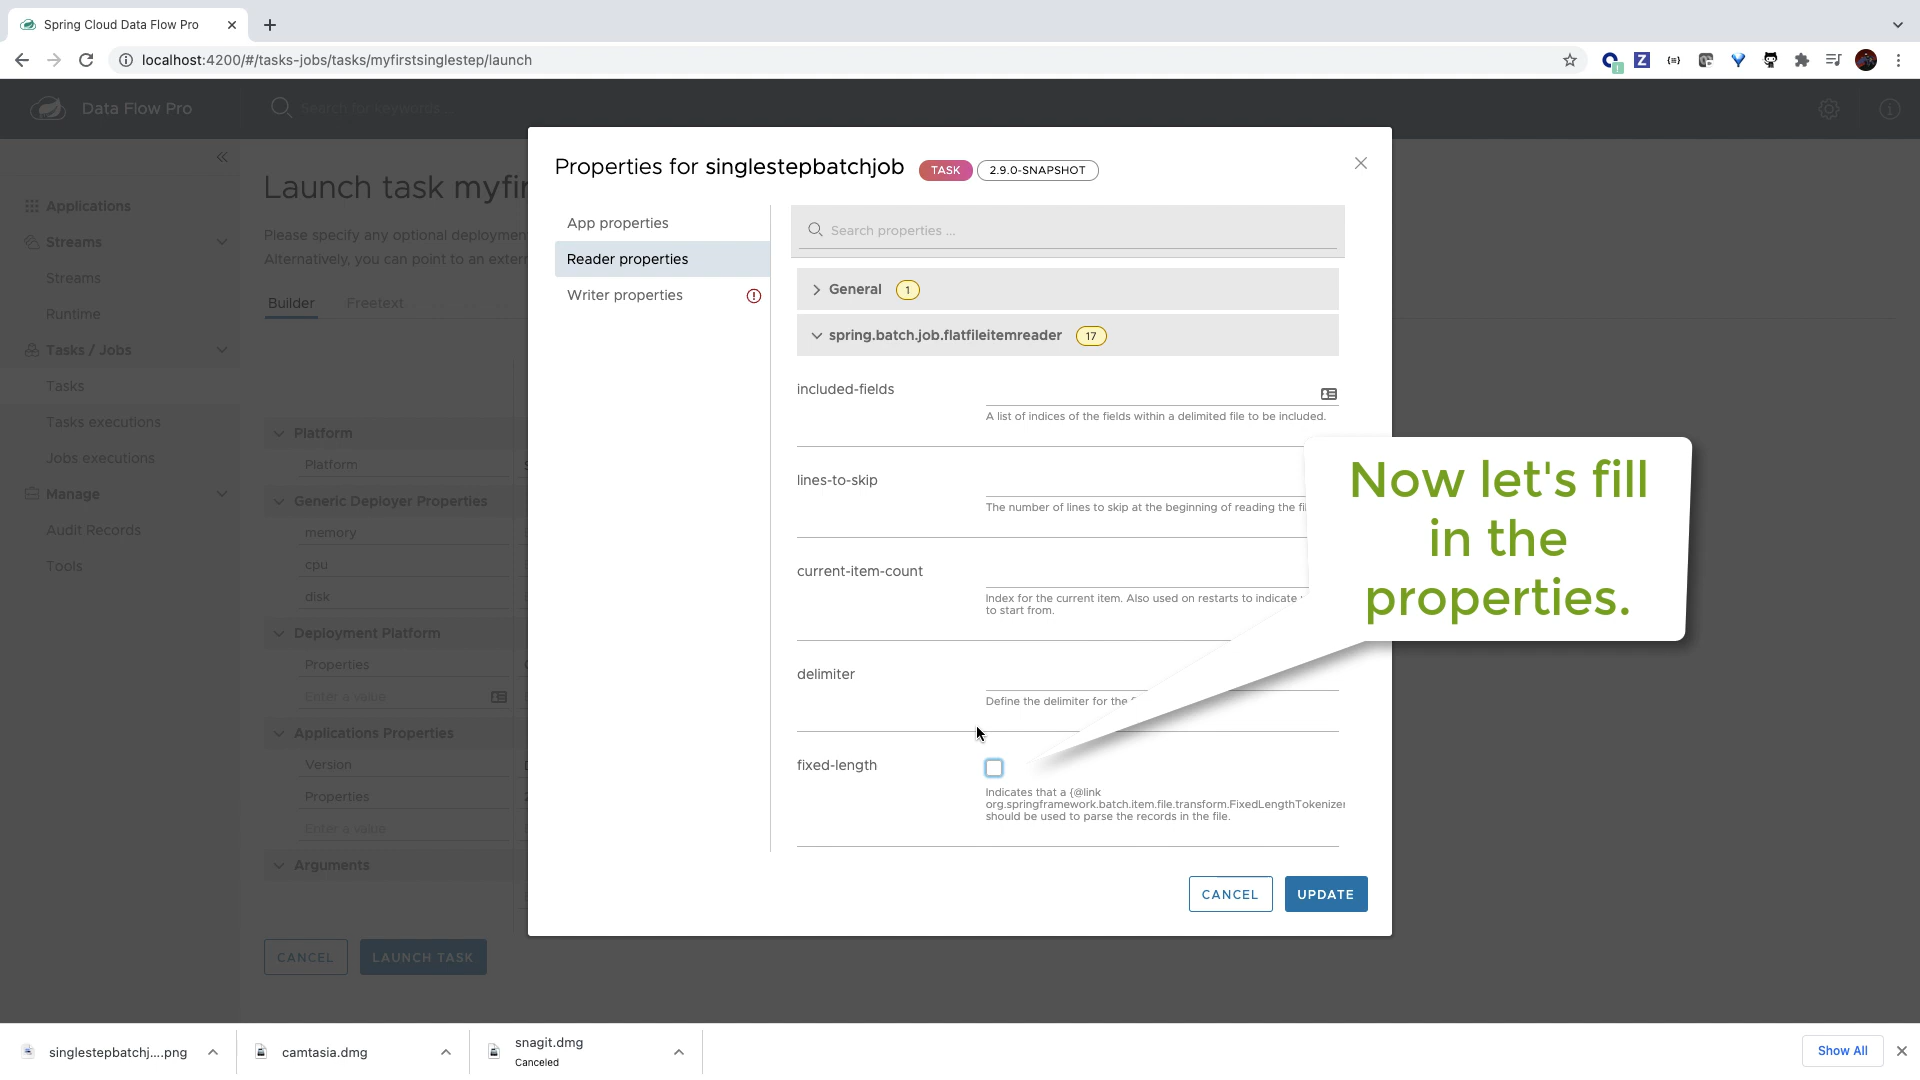 Spring Cloud Data Flow Pro
localhost:4200/#/tasks-jobs/tasks/myfirstsinglestep/launch
Data Flow Pro
Search for keywords...
Applications
Streams
Streams
Runtime
Tasks / Jobs
Tasks
Tasks executions
Jobs executions
Manage
Audit Records
Tools
Launch task myfir
Please specify any optional deploymen
Alternatively, you can point to an extern
Builder
Freetext
Platform
Platform
Generic Deployer Properties
memory
cpu
disk
Deployment Platform
Properties
Enter a value
Applications Properties
Version
Properties
Enter a value
Arguments
CANCEL
LAUNCH TASK
Properties for singlestepbatchjob
TASK
2.9.0-SNAPSHOT
App properties
Reader properties
Writer properties
Search properties ...
General
1
spring.batch.job.flatfileitemreader
17
included-fields
A list of indices of the fields within a delimited file to be included.
lines-to-skip
The number of lines to skip at the beginning of reading the fi
current-item-count
Index for the current item. Also used on restarts to indicate
to start from.
delimiter
Define the delimiter for the
fixed-length
Indicates that a {@link
org.springframework.batch.item.file.transform.FixedLengthTokenizer
should be used to parse the records in the file.
CANCEL
UPDATE
Now let's fill
in the
properties.
singlestepbatchj....png
camtasia.dmg
snagit.dmg
Canceled
Show All